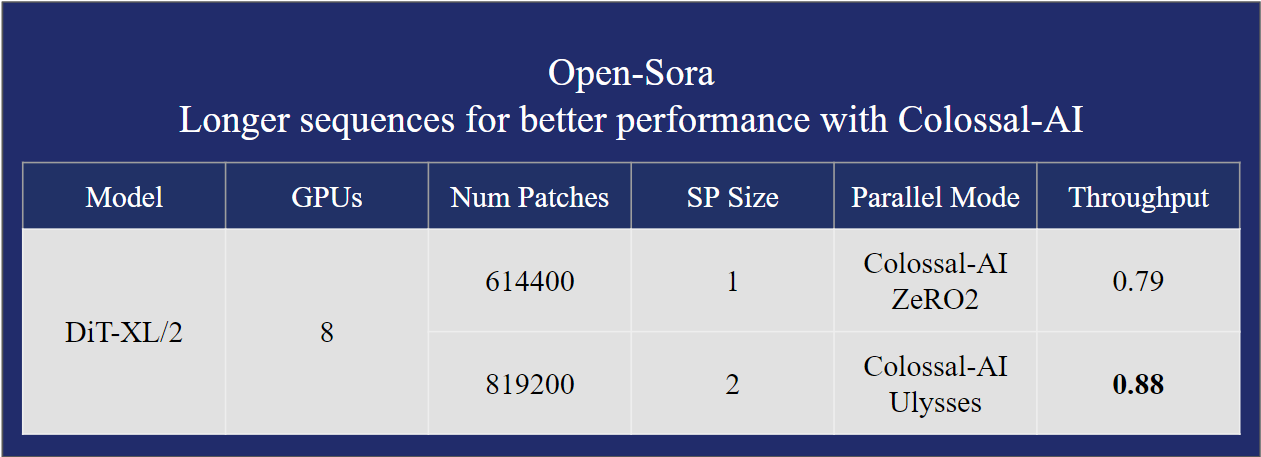 Open-Sora
Longer sequences for better performance with Colossal-AI
Model GPUs Num Patches SP Size Parallel Mode Throughput
DiT-XL/2 8
614400 1 Colossal-AI ZeRO2 0.79
819200 2 Colossal-AI Ulysses 0.88